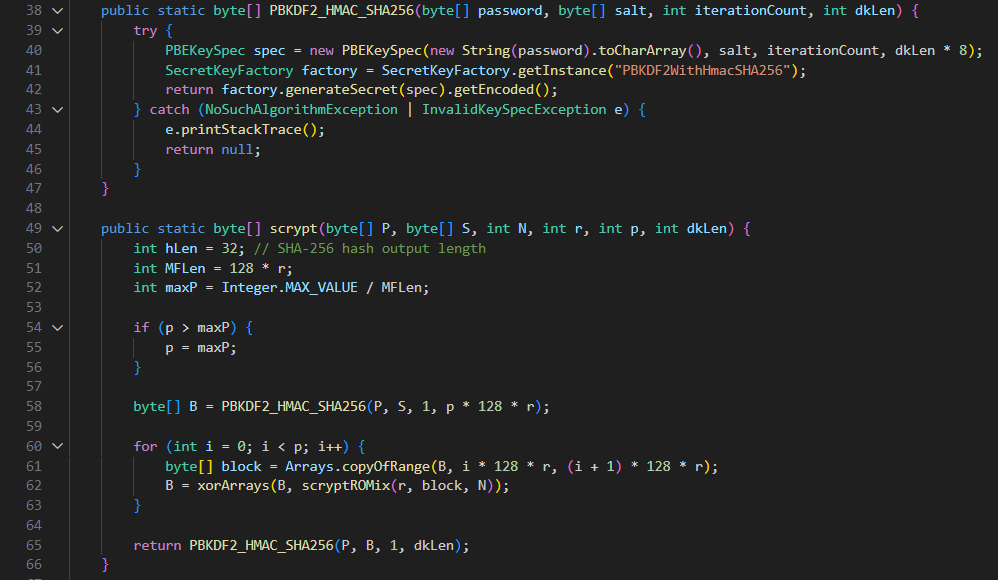 38 public static byte[] PBKDF2_HMAC_SHA256(byte[] password, byte[] salt, int iterationCount, int dkLen) {
39 try {
40 PBEKeySpec spec = new PBEKeySpec(new String(password).toCharArray(), salt, iterationCount, dkLen * 8);
41 SecretKeyFactory factory = SecretKeyFactory.getInstance("PBKDF2WithHmacSHA256");
42 return factory.generateSecret(spec).getEncoded();
43 } catch (NoSuchAlgorithmException | InvalidKeySpecException e) {
44 e.printStackTrace();
45 return null;
46 }
47 }
48
49 public static byte[] scrypt(byte[] P, byte[] S, int N, int r, int p, int dkLen) {
50 int hLen = 32; // SHA-256 hash output length
51 int MFLen = 128 * r;
52 int maxP = Integer.MAX_VALUE / MFLen;
53
54 if (p > maxP) {
55 p = maxP;
56 }
57
58 byte[] B = PBKDF2_HMAC_SHA256(P, S, 1, p * 128 * r);
59
60 for (int i = 0; i < p; i++) {
61 byte[] block = Arrays.copyOfRange(B, i * 128 * r, (i + 1) * 128 * r);
62 B = xorArrays(B, scryptROMix(r, block, N));
63 }
64
65 return PBKDF2_HMAC_SHA256(P, B, 1, dkLen);
66 }